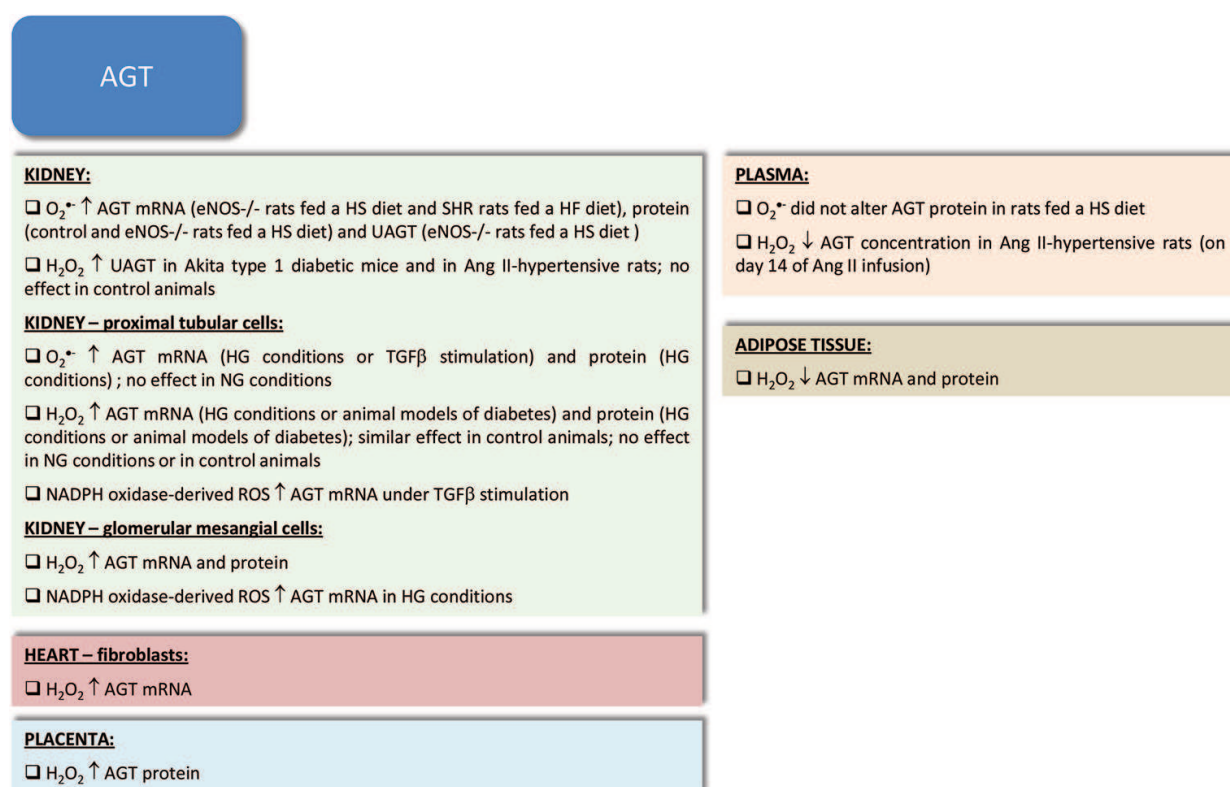 AGT
KIDNEY:
❑ O₂•- ↑ AGT mRNA (eNOS-/- rats fed a HS diet and SHR rats fed a HF diet), protein
(control and eNOS-/- rats fed a HS diet) and UAGT (eNOS-/- rats fed a HS diet )
❑ H₂O₂ ↑ UAGT in Akita type 1 diabetic mice and in Ang II-hypertensive rats; no
effect in control animals
KIDNEY – proximal tubular cells:
❑ O₂•- ↑ AGT mRNA (HG conditions or TGFβ stimulation) and protein (HG
conditions) ; no effect in NG conditions
❑ H₂O₂ ↑ AGT mRNA (HG conditions or animal models of diabetes) and protein (HG
conditions or animal models of diabetes); similar effect in control animals; no effect
in NG conditions or in control animals
❑ NADPH oxidase-derived ROS ↑ AGT mRNA under TGFβ stimulation
KIDNEY – glomerular mesangial cells:
❑ H₂O₂ ↑ AGT mRNA and protein
❑ NADPH oxidase-derived ROS ↑ AGT mRNA in HG conditions
HEART – fibroblasts:
❑ H₂O₂ ↑ AGT mRNA
PLACENTA:
❑ H₂O₂ ↑ AGT protein
PLASMA:
❑ O₂•- did not alter AGT protein in rats fed a HS diet
❑ H₂O₂ ↓ AGT concentration in Ang II-hypertensive rats (on
day 14 of Ang II infusion)
ADIPOSE TISSUE:
❑ H₂O₂ ↓ AGT mRNA and protein